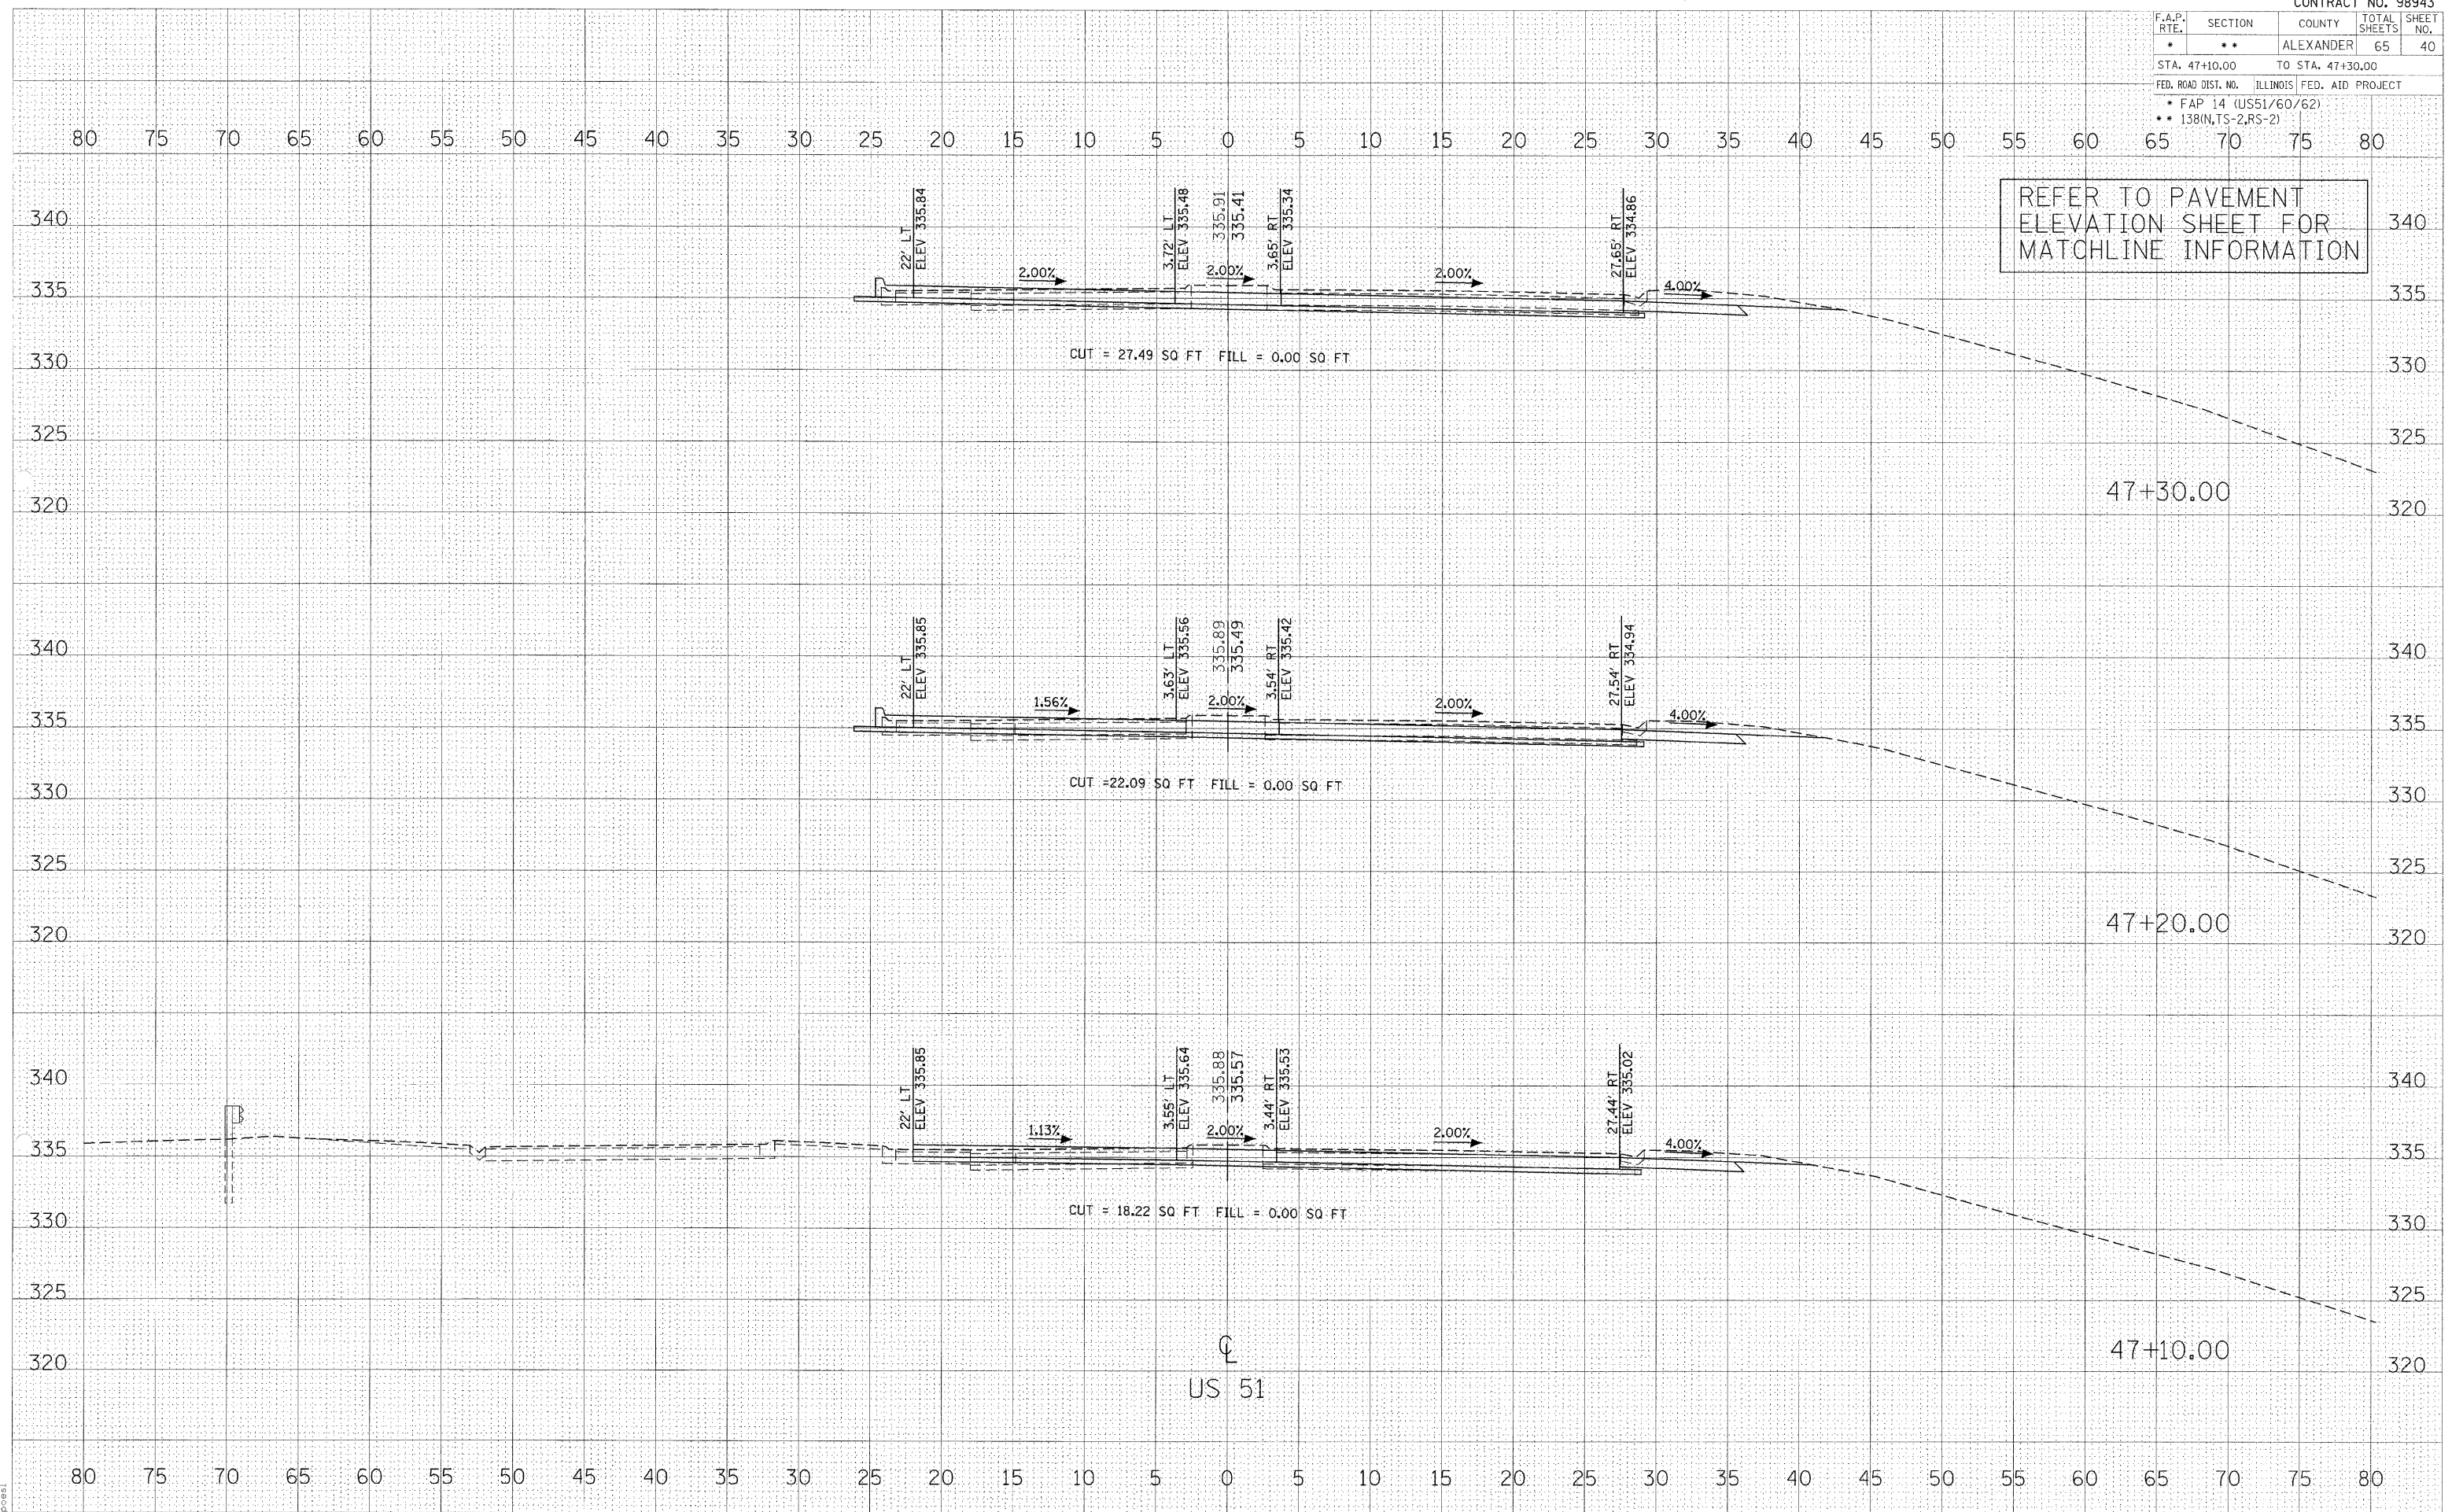 CONTRACT NO. 98943
F.A.P. RTE. SECTION COUNTY TOTAL SHEETS SHEET NO.
* ** ALEXANDER 65 40
STA. 47+10.00 TO STA. 47+30.00
FED. ROAD DIST. NO. ILLINOIS FED. AID PROJECT
* FAP 14 (US51/60/62)
** 138(N,TS-2,RS-2)
80 75 70 65 60 55 50 45 40 35 30 25 20 15 10 5 0 5 10 15 20 25 30 35 40 45 50 55 60 65 70 75 80
REFER TO PAVEMENT
ELEVATION SHEET FOR
MATCHLINE INFORMATION
22' LT
ELEV 335.84
3.72' LT
ELEV 335.48
335.91
335.41
3.65' RT
ELEV 335.34
27.65' RT
ELEV 334.86
340 340
2.00% 2.00% 2.00% 4.00%
335 335
CUT = 27.49 SQ FT FILL = 0.00 SQ FT
330 330
325 325
47+30.00
320 320
22' LT
ELEV 335.85
3.63' LT
ELEV 335.56
335.89
335.49
3.54' RT
ELEV 335.42
27.54' RT
ELEV 334.94
340 340
1.56% 2.00% 2.00% 4.00%
335 335
CUT =22.09 SQ FT FILL = 0.00 SQ FT
330 330
325 325
47+20.00
320 320
22' LT
ELEV 335.85
3.55' LT
ELEV 335.64
335.88
335.57
3.44' RT
ELEV 335.53
27.44' RT
ELEV 335.02
340 340
1.13% 2.00% 2.00% 4.00%
335 335
CUT = 18.22 SQ FT FILL = 0.00 SQ FT
330 330
325 325
47+10.00
320 320
℄
US 51
80 75 70 65 60 55 50 45 40 35 30 25 20 15 10 5 0 5 10 15 20 25 30 35 40 45 50 55 60 65 70 75 80